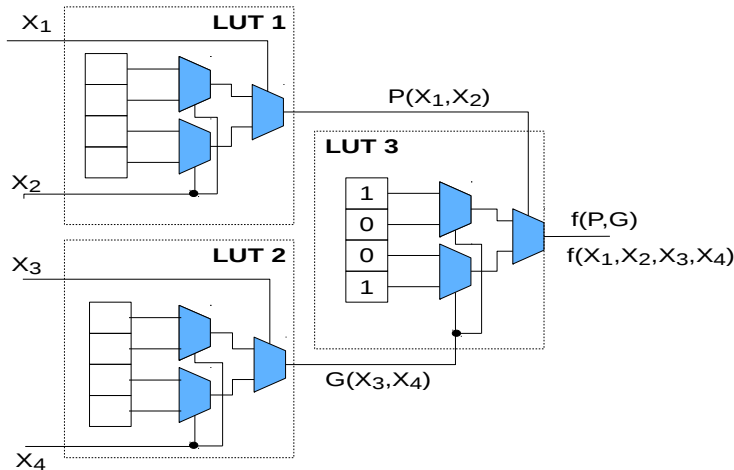 X1
LUT 1
P(X1,X2)
X2
LUT 3
1
0
0
1
f(P,G)
f(X1,X2,X3,X4)
X3
LUT 2
G(X3,X4)
X4